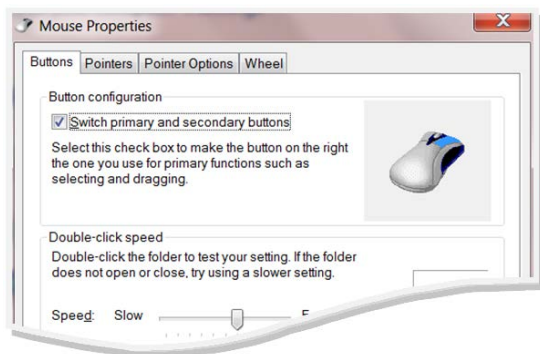 Mouse Properties
Buttons Pointers Pointer Options Wheel
Button configuration
Switch primary and secondary buttons
Select this check box to make the button on the right
the one you use for primary functions such as
selecting and dragging.
Double-click speed
Double-click the folder to test your setting. If the folder
does not open or close, try using a slower setting.
Speed: Slow